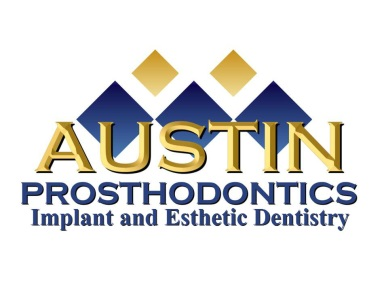 AUSTIN
PROSTHODONTICS
Implant and Esthetic Dentistry